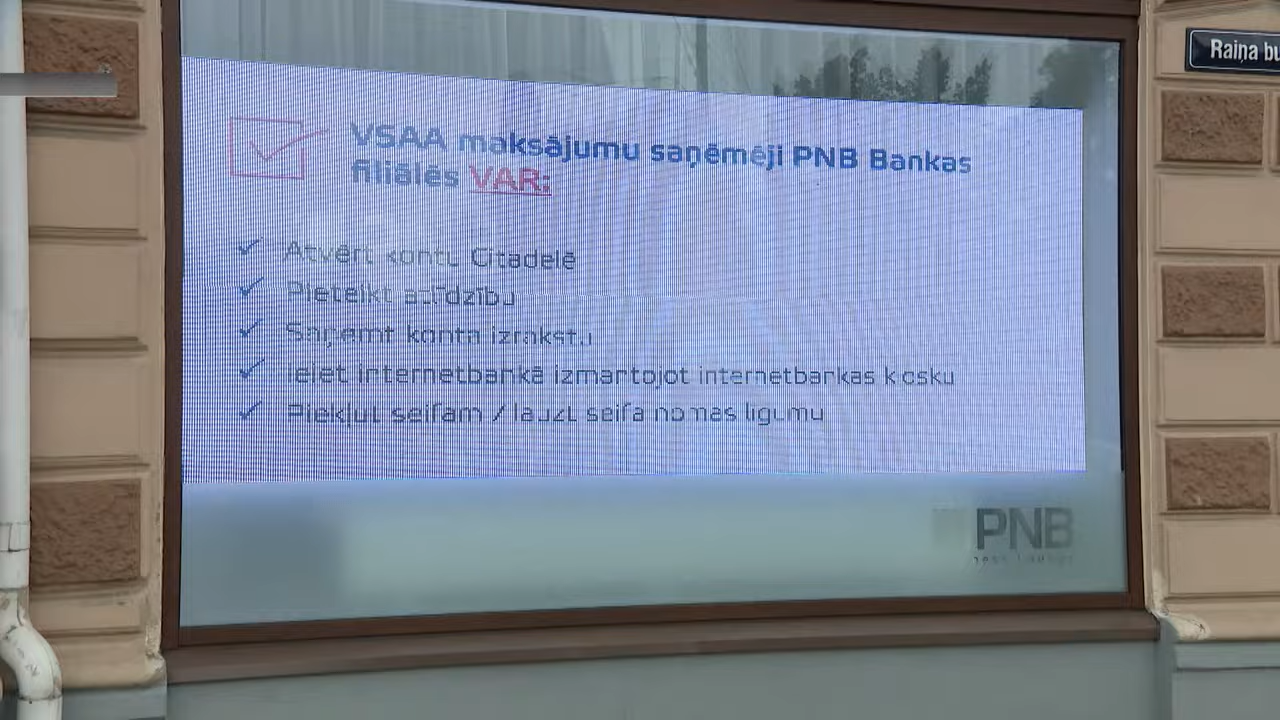 Raiņa bu
VSAA maksājumu saņēmēji PNB Bankas
filiālēs VAR:
Atvērt kontu Citadelē
Pieteikt atlīdzību
Saņemt konta izrakstu
Ieiet internetbankā izmantojot internetbankas kiosku
Piekļūt seifam / lauzt seifa nomas līgumu
PNB